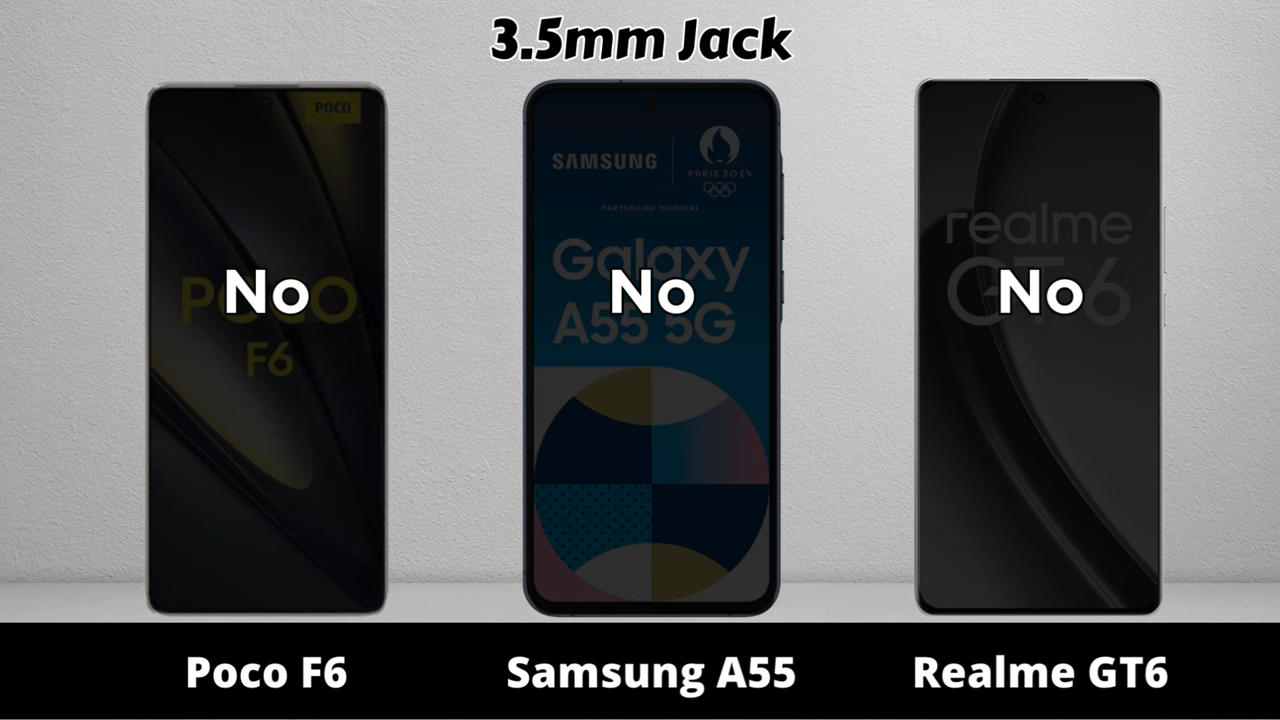 3.5mm Jack
POCO
POCO
F6
No
SAMSUNG
PARIS 2024
PARTENAIRE MONDIAL
Galaxy
A55 5G
No
realme
GT6
No
Poco F6
Samsung A55
Realme GT6